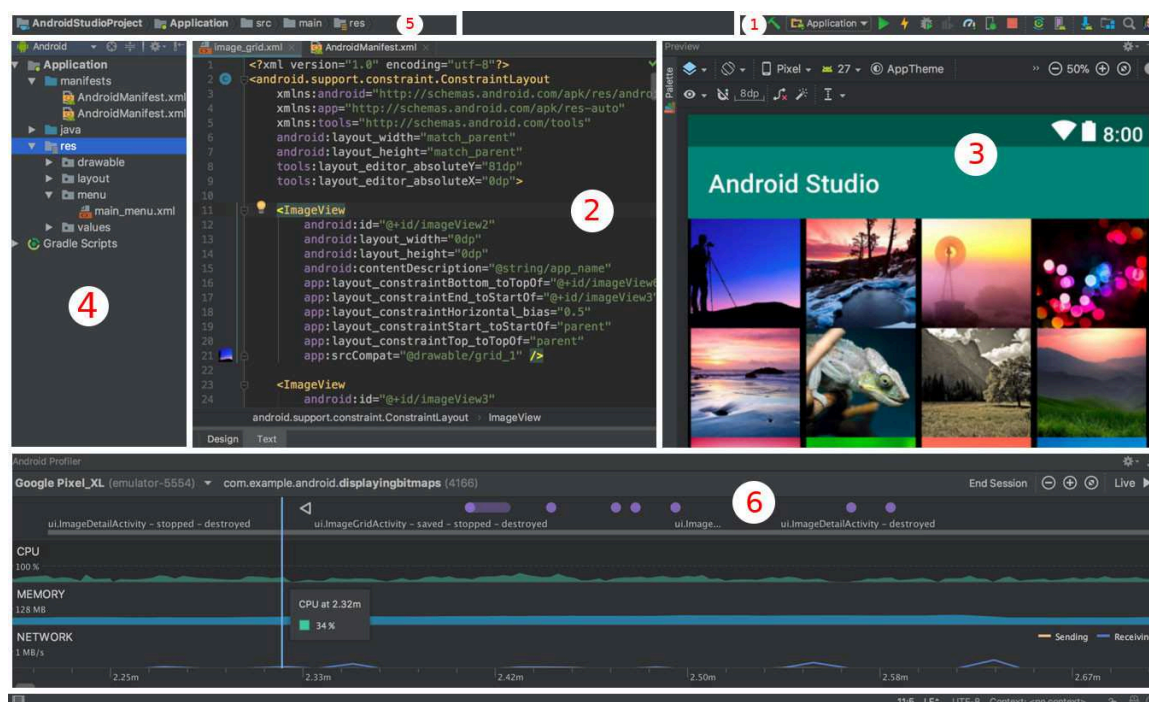 AndroidStudioProject Application src main res 5
1 Application
Android
Application
manifests
AndroidManifest.xml
AndroidManifest.xml
java
res
drawable
layout
menu
main_menu.xml
values
Gradle Scripts
4
image_grid.xml AndroidManifest.xml
1 <?xml version="1.0" encoding="utf-8"?>
2 <android.support.constraint.ConstraintLayout
3 xmlns:android="http://schemas.android.com/apk/res/andro
4 xmlns:app="http://schemas.android.com/apk/res-auto"
5 xmlns:tools="http://schemas.android.com/tools"
6 android:layout_width="match_parent"
7 android:layout_height="match_parent"
8 tools:layout_editor_absoluteY="81dp"
9 tools:layout_editor_absoluteX="0dp">
10
11 <ImageView
12 android:id="@+id/imageView2"
13 android:layout_width="0dp"
14 android:layout_height="0dp"
15 android:contentDescription="@string/app_name"
16 app:layout_constraintBottom_toTopOf="@+id/imageView6
17 app:layout_constraintEnd_toStartOf="@+id/imageView3"
18 app:layout_constraintHorizontal_bias="0.5"
19 app:layout_constraintStart_toStartOf="parent"
20 app:layout_constraintTop_toTopOf="parent"
21 app:srcCompat="@drawable/grid_1" />
22
23 <ImageView
24 android:id="@+id/imageView3"
2
android.support.constraint.ConstraintLayout › ImageView
Design Text
Preview
Palette
Pixel 27 AppTheme » 50%
8dp
8:00
3
Android Studio
Android Profiler
Google Pixel_XL (emulator-5554) com.example.android.displayingbitmaps (4166) End Session Live
6
ui.ImageDetailActivity – stopped – destroyed ui.ImageGridActivity – saved – stopped – destroyed ui.Image... ui.ImageDetailActivity – destroyed
CPU
100 %
MEMORY
128 MB
CPU at 2.32m
34 %
NETWORK
1 MB/s
Sending Receivin
2.25m 2.33m 2.42m 2.50m 2.58m 2.67m